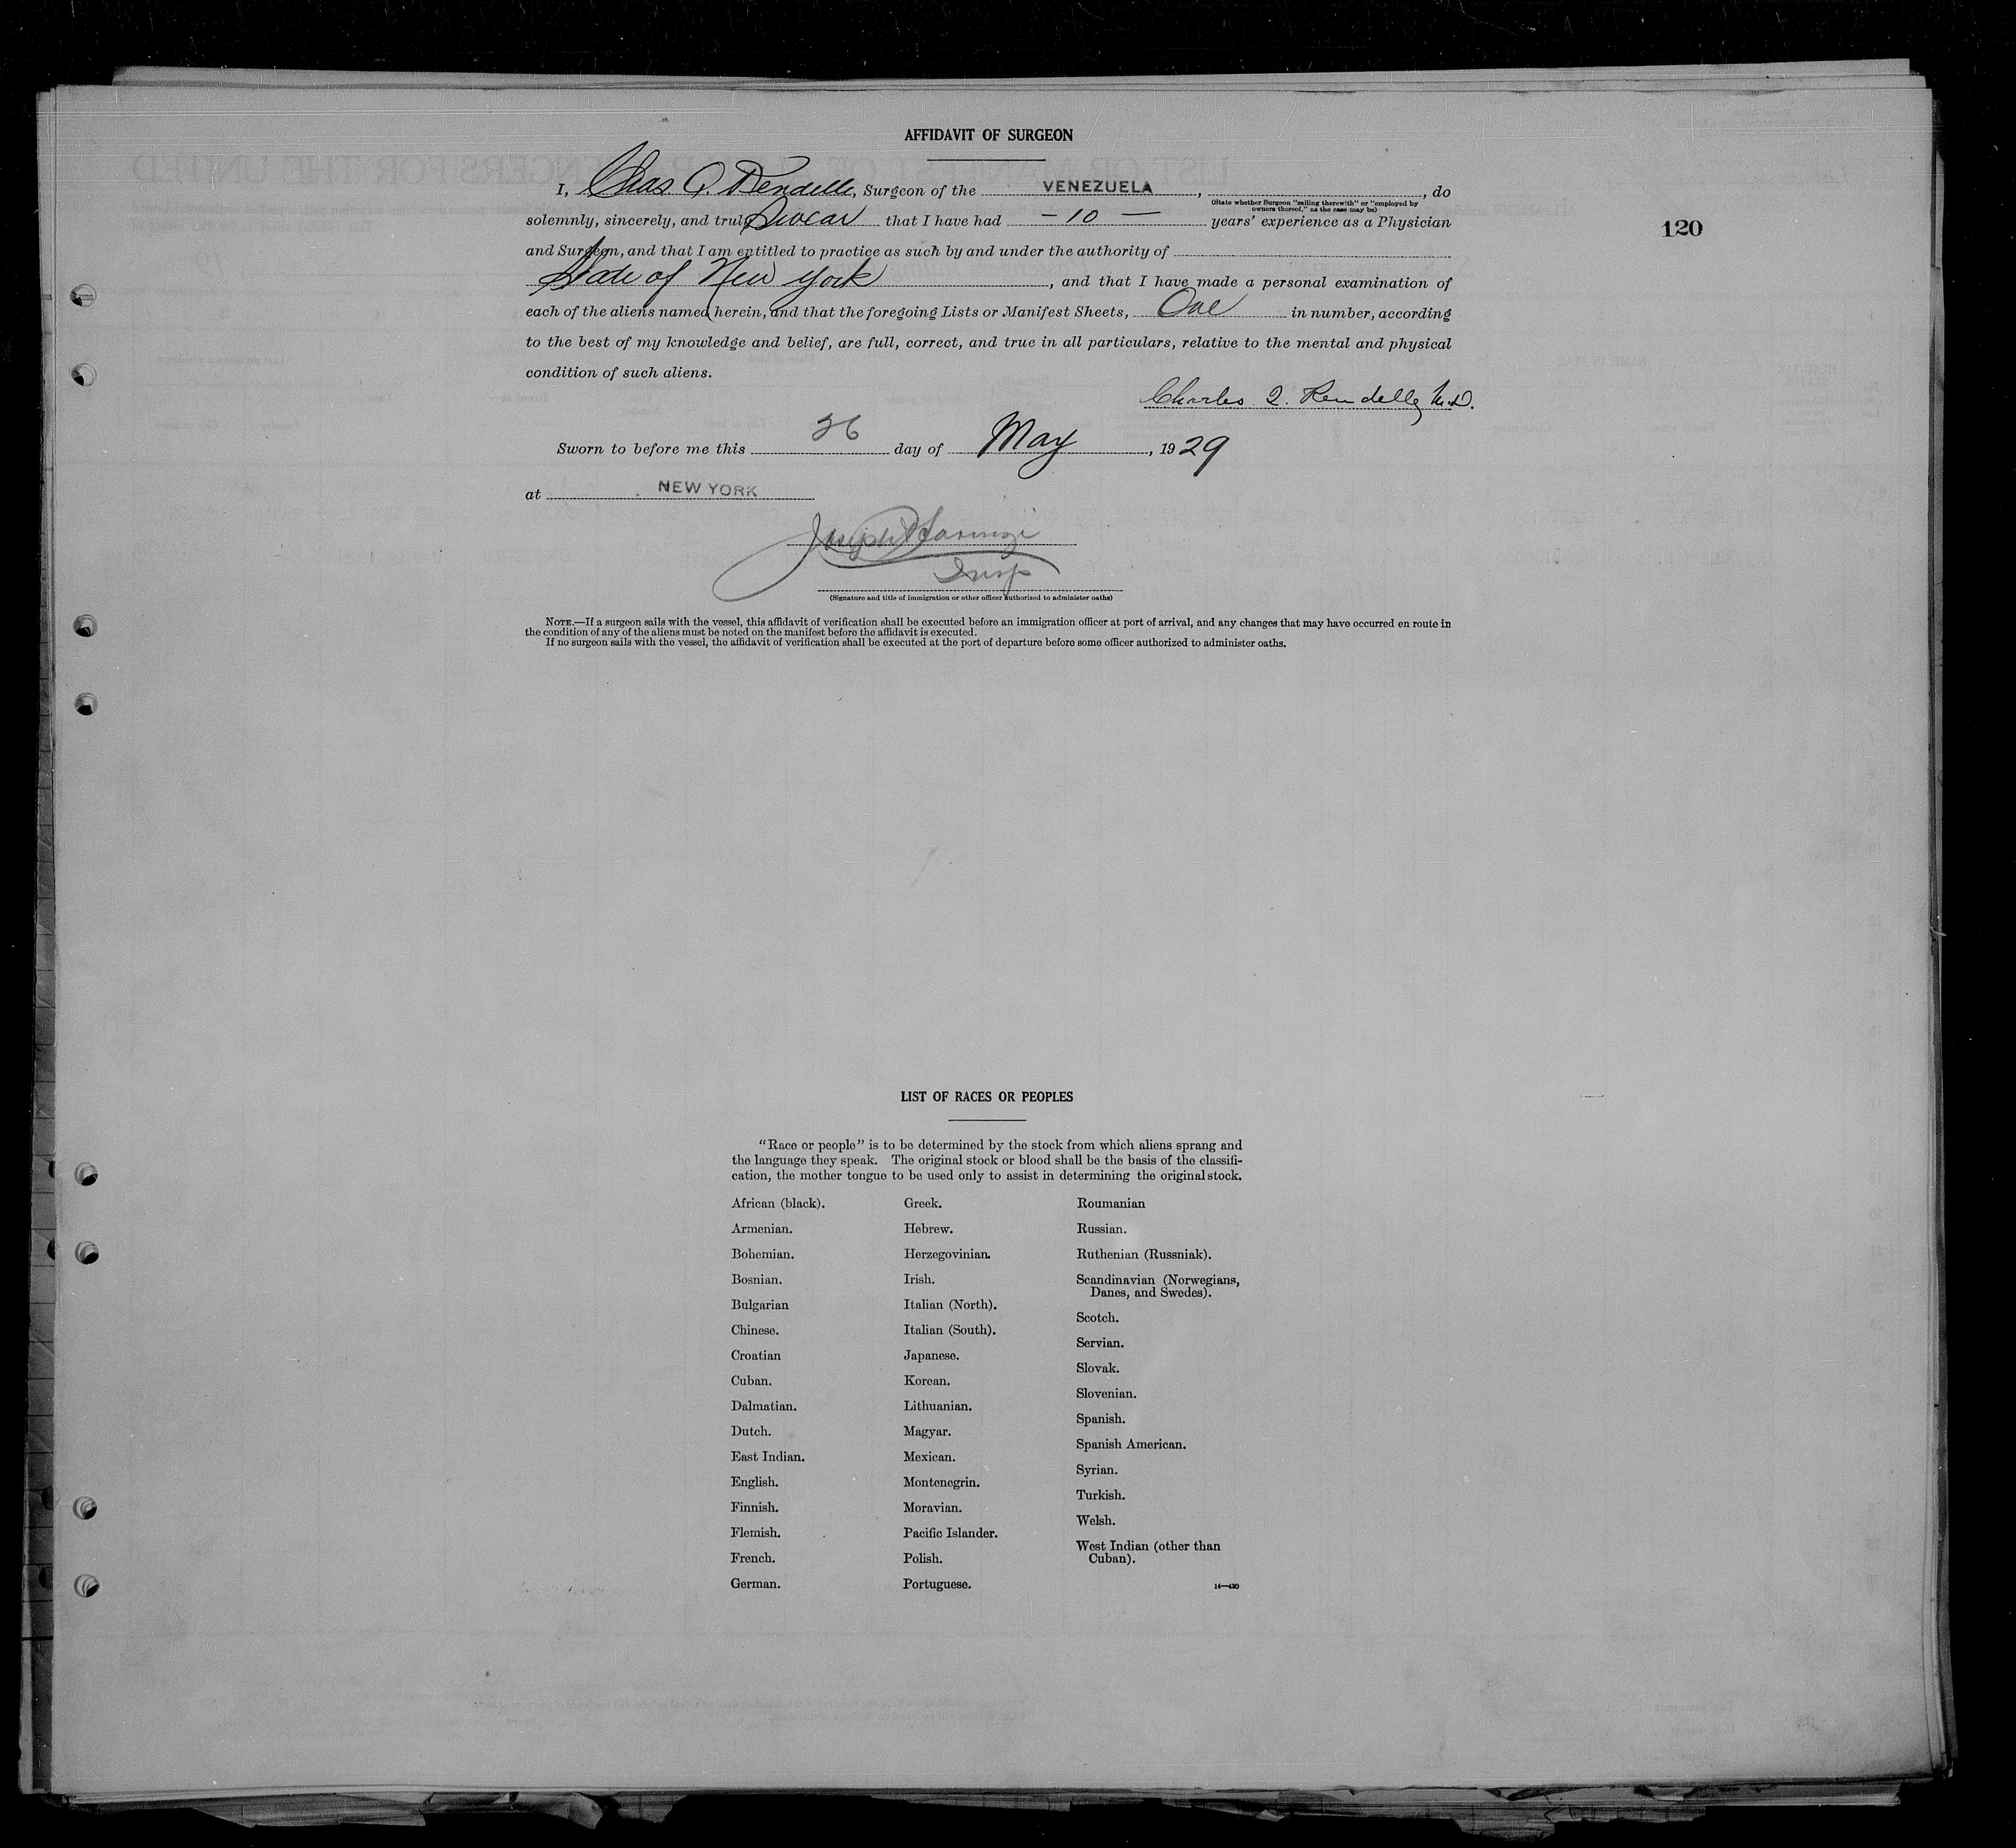 AFFIDAVIT OF SURGEON
I, Chas Q. Rendelle, Surgeon of the VENEZUELA, , do
(State whether Surgeon "sailing therewith" or "employed by
owners thereof," as the case may be)
120
solemnly, sincerely, and truly Swear that I have had – 10 – years' experience as a Physician
and Surgeon, and that I am entitled to practice as such by and under the authority of
State of New York, and that I have made a personal examination of
each of the aliens named herein, and that the foregoing Lists or Manifest Sheets, One in number, according
to the best of my knowledge and belief, are full, correct, and true in all particulars, relative to the mental and physical
condition of such aliens.
Charles Q. Rendelle M.D.
Sworn to before me this 26 day of May, 1929
at NEW YORK
Joseph
Insp
(Signature and title of immigration or other officer authorized to administer oaths)
NOTE.—If a surgeon sails with the vessel, this affidavit of verification shall be executed before an immigration officer at port of arrival, and any changes that may have occurred en route in
the condition of any of the aliens must be noted on the manifest before the affidavit is executed.
If no surgeon sails with the vessel, the affidavit of verification shall be executed at the port of departure before some officer authorized to administer oaths.
LIST OF RACES OR PEOPLES
"Race or people" is to be determined by the stock from which aliens sprang and
the language they speak. The original stock or blood shall be the basis of the classifi-
cation, the mother tongue to be used only to assist in determining the original stock.
African (black).
Armenian.
Bohemian.
Bosnian.
Bulgarian
Chinese.
Croatian
Cuban.
Dalmatian.
Dutch.
East Indian.
English.
Finnish.
Flemish.
French.
German.
Greek.
Hebrew.
Herzegovinian.
Irish.
Italian (North).
Italian (South).
Japanese.
Korean.
Lithuanian.
Magyar.
Mexican.
Montenegrin.
Moravian.
Pacific Islander.
Polish.
Portuguese.
Roumanian
Russian.
Ruthenian (Russniak).
Scandinavian (Norwegians,
Danes, and Swedes).
Scotch.
Servian.
Slovak.
Slovenian.
Spanish.
Spanish American.
Syrian.
Turkish.
Welsh.
West Indian (other than
Cuban).
14—430